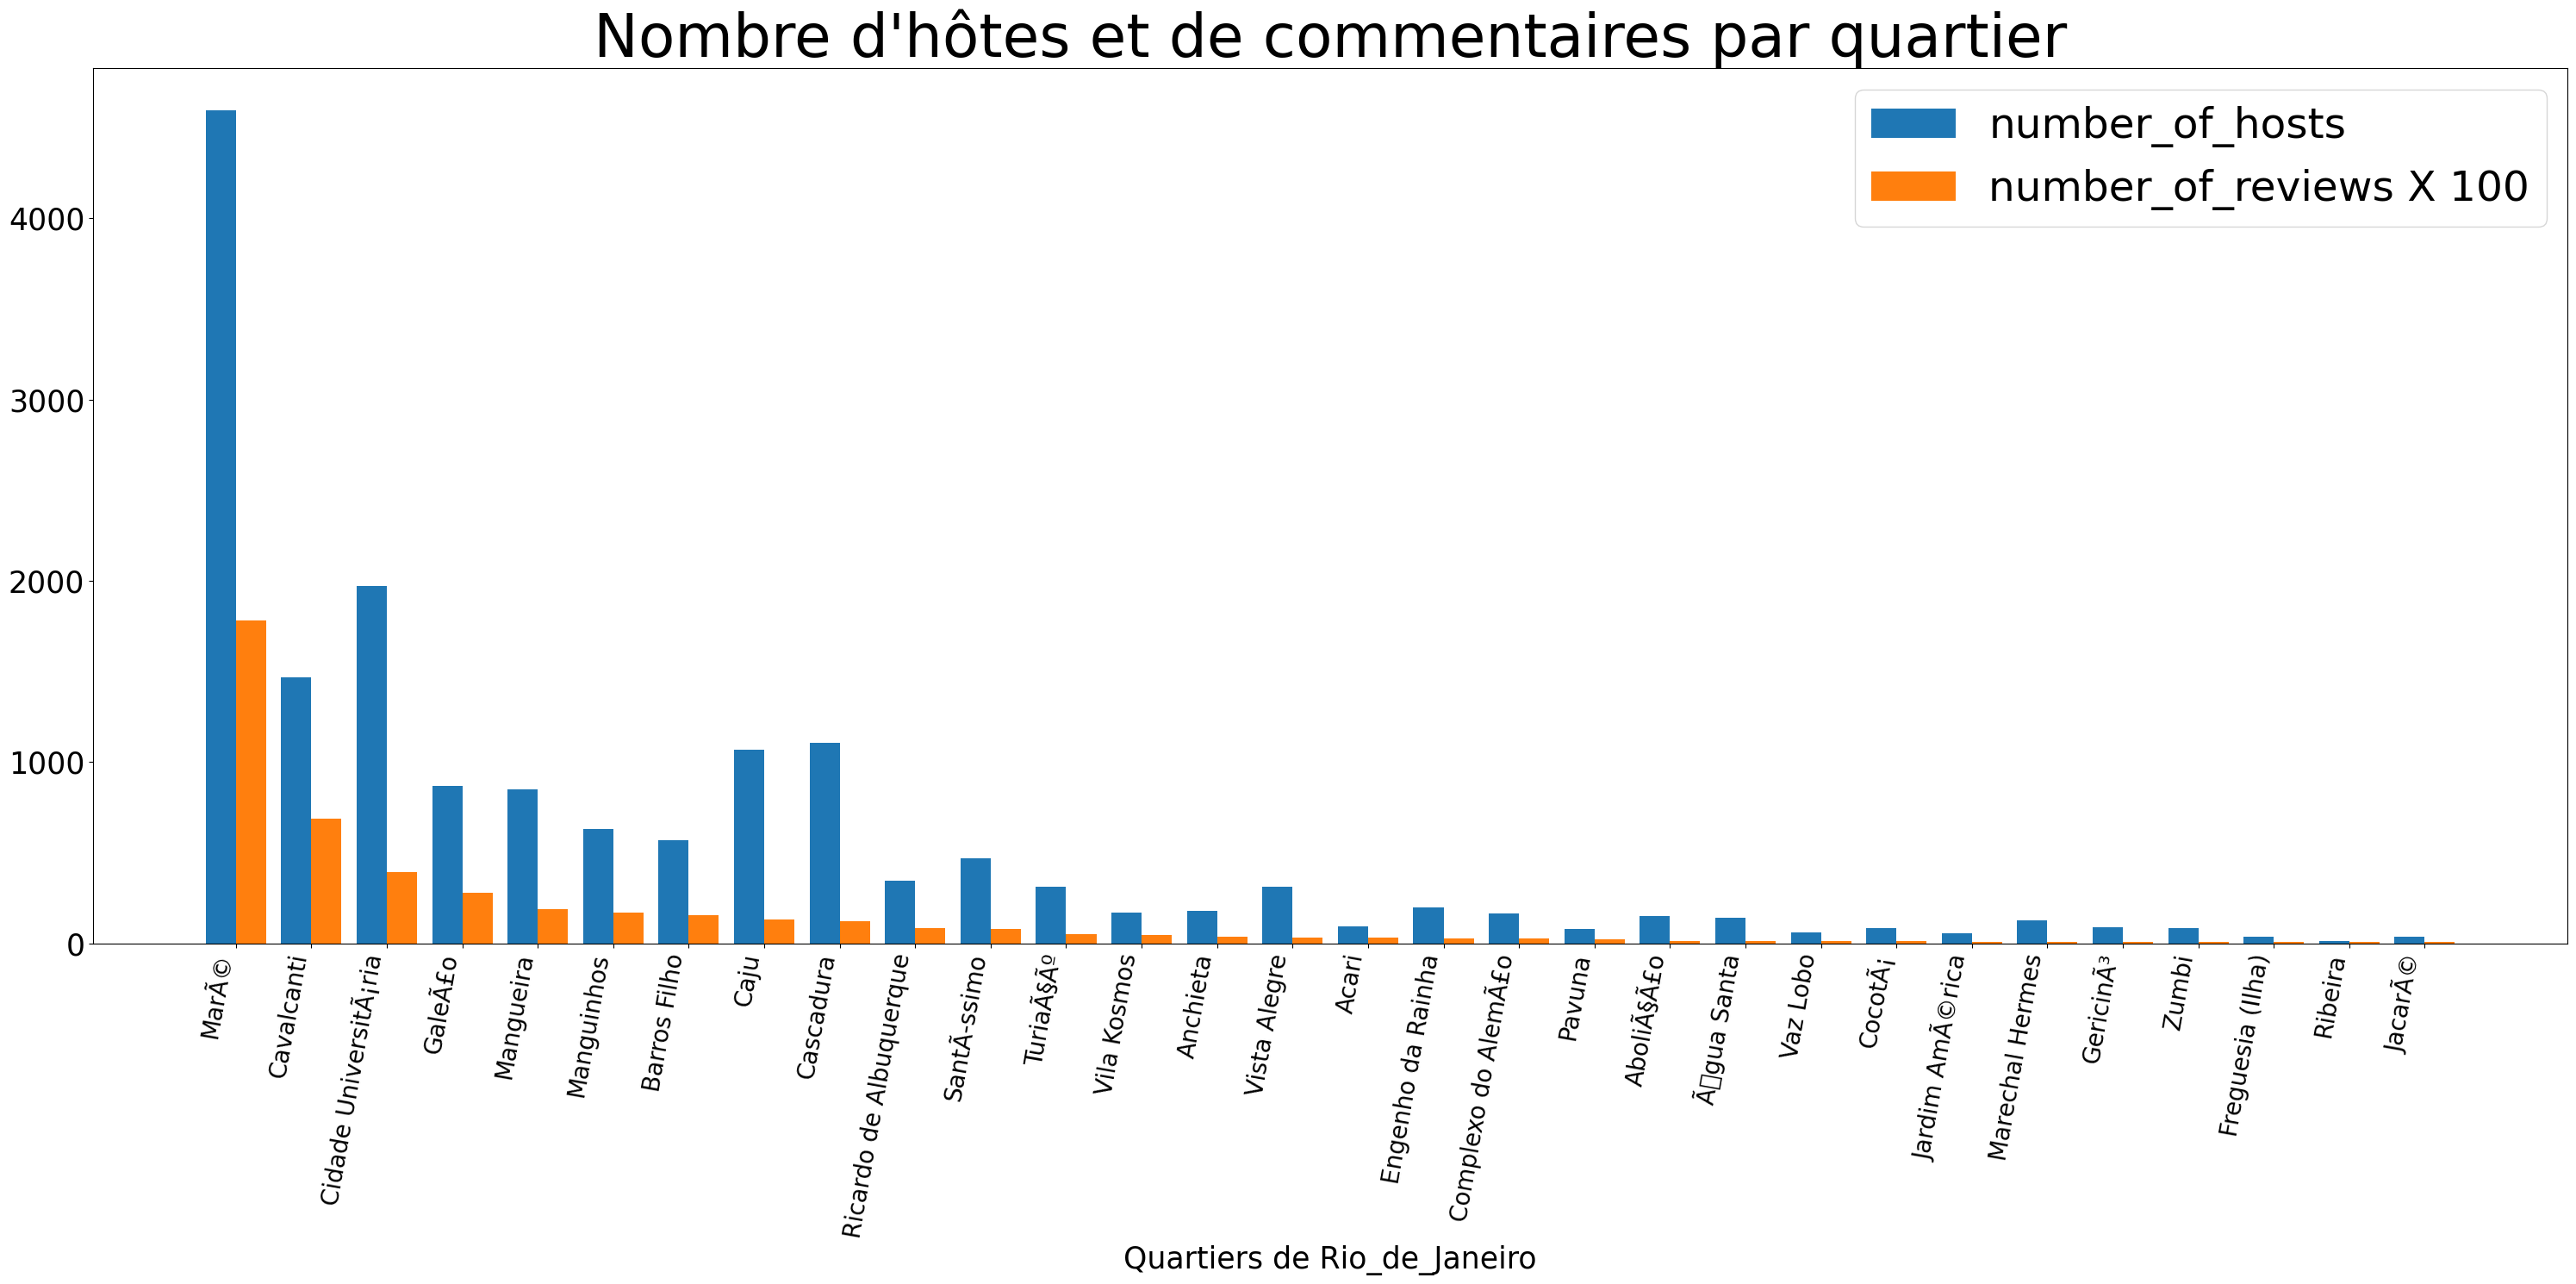 Nombre d'hôtes et de commentaires par quartier
number_of_hosts
number_of_reviews X 100
4000
3000
2000
1000
0
MarÃ©
Cavalcanti
Cidade UniversitÃ¡ria
GaleÃ£o
Mangueira
Manguinhos
Barros Filho
Caju
Cascadura
Ricardo de Albuquerque
SantÃ-ssimo
TuriaÃ§Ãº
Vila Kosmos
Anchieta
Vista Alegre
Acari
Engenho da Rainha
Complexo do AlemÃ£o
Pavuna
AboliÃ§Ã£o
Ã▯gua Santa
Vaz Lobo
CocotÃ¡
Jardim AmÃ©rica
Marechal Hermes
GericinÃ³
Zumbi
Freguesia (Ilha)
Ribeira
JacarÃ©
Quartiers de Rio_de_Janeiro